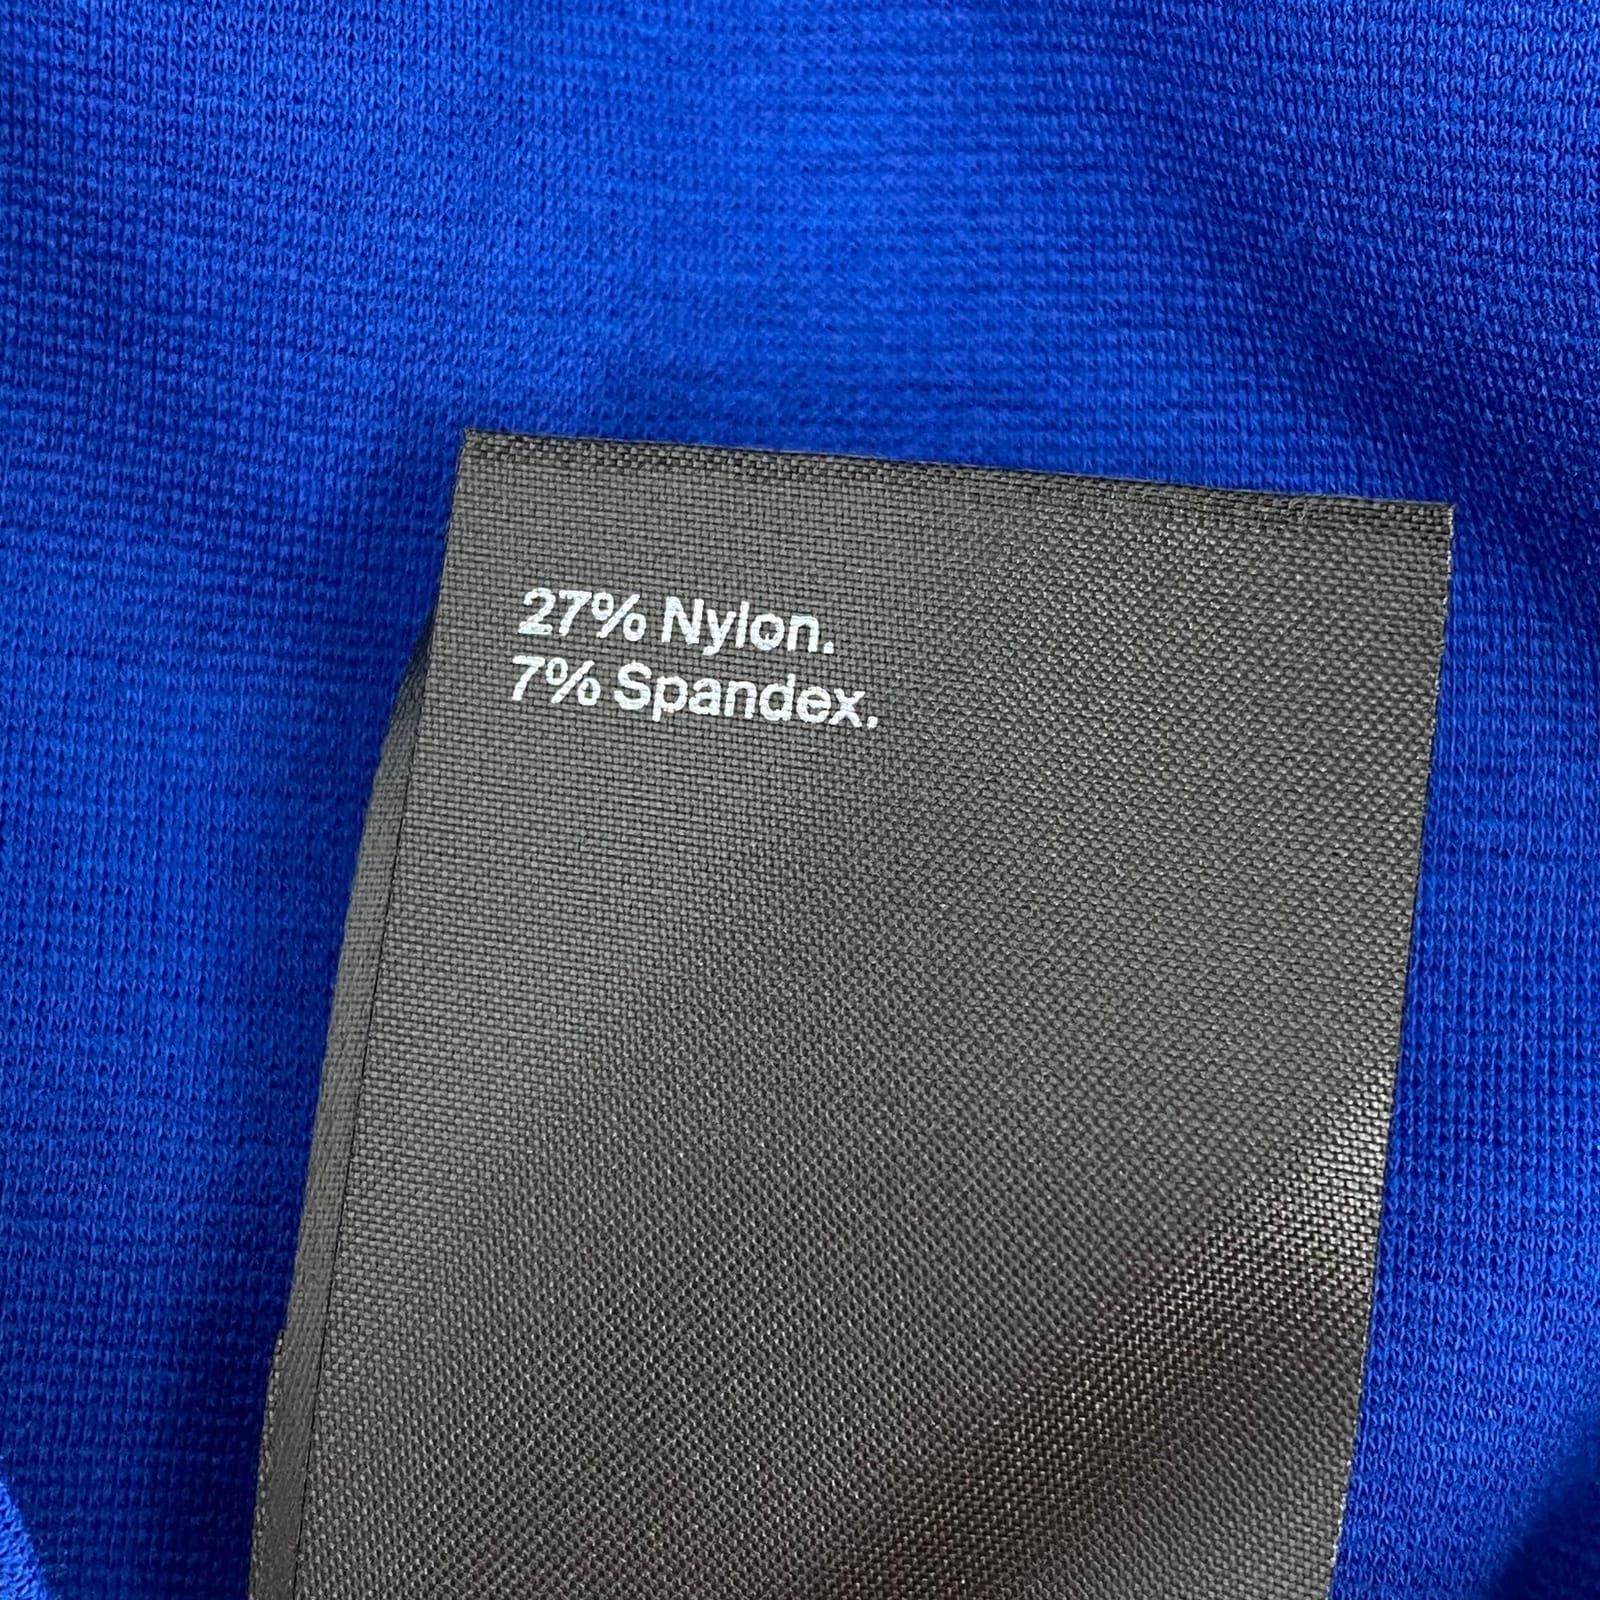 27% Nylon.
7% Spandex.